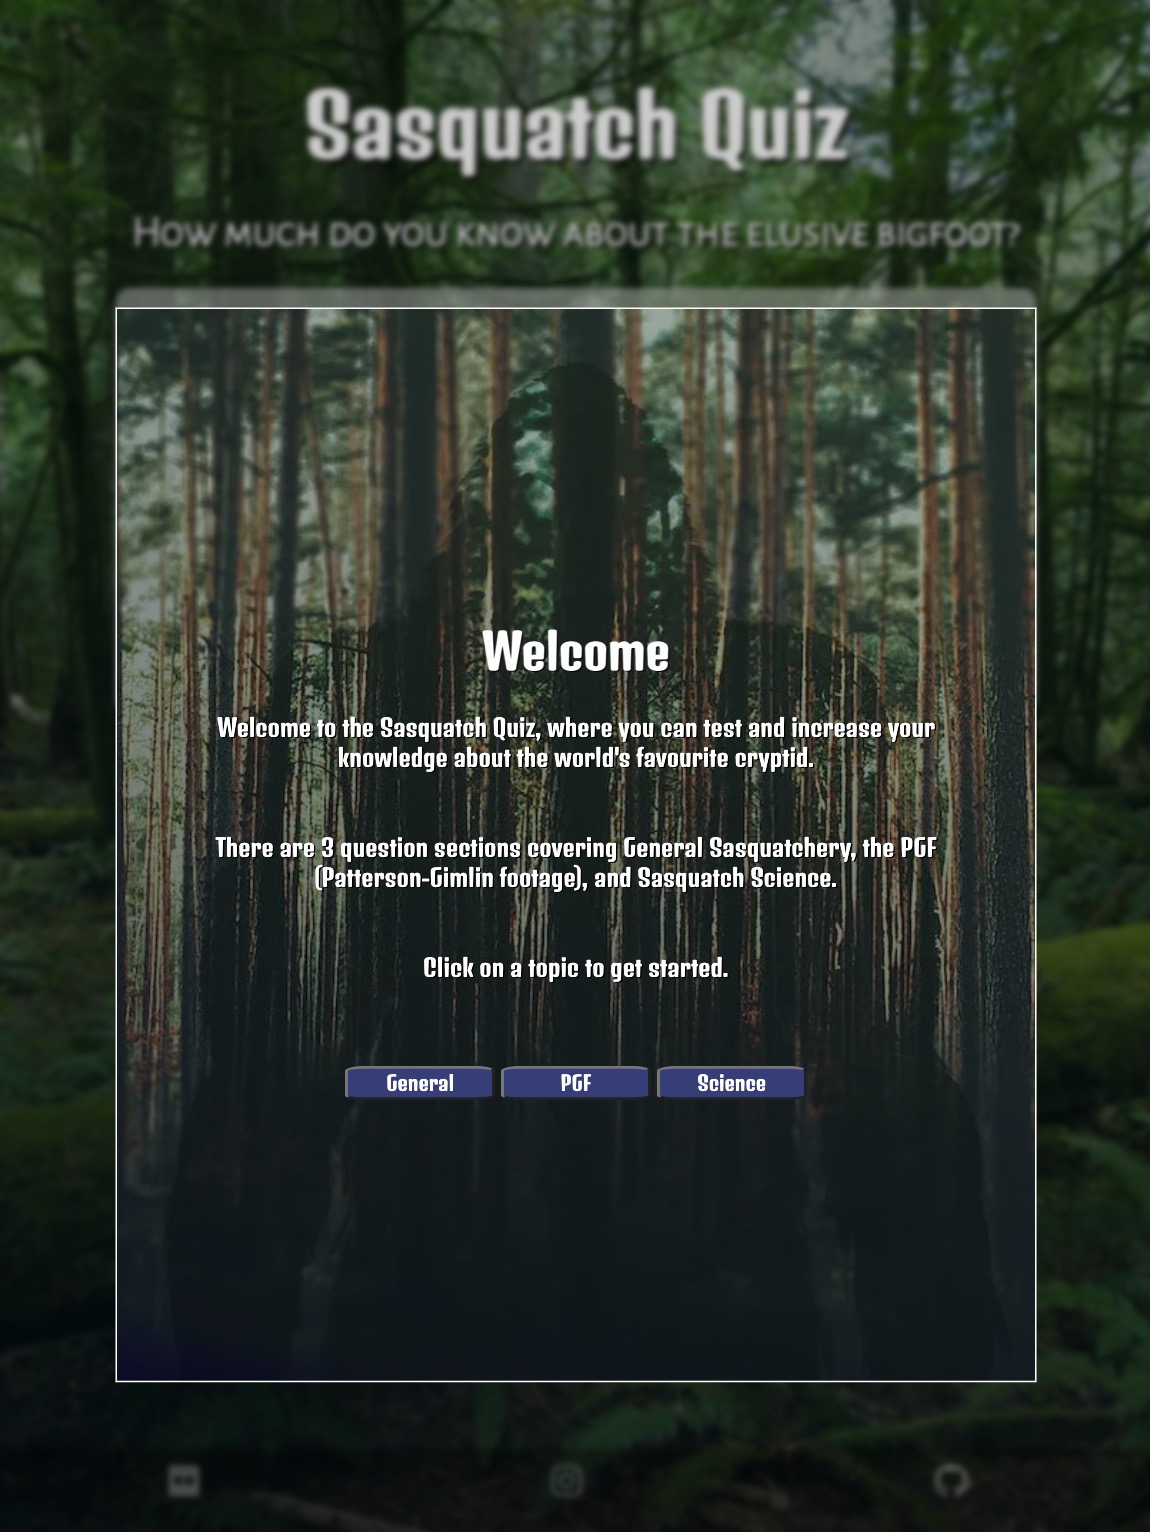 Sasquatch Quiz
How much do you know about the elusive bigfoot?
Welcome
Welcome to the Sasquatch Quiz, where you can test and increase your
knowledge about the world's favourite cryptid.
There are 3 question sections covering General Sasquatchery, the PGF
(Patterson-Gimlin footage), and Sasquatch Science.
Click on a topic to get started.
General
PGF
Science